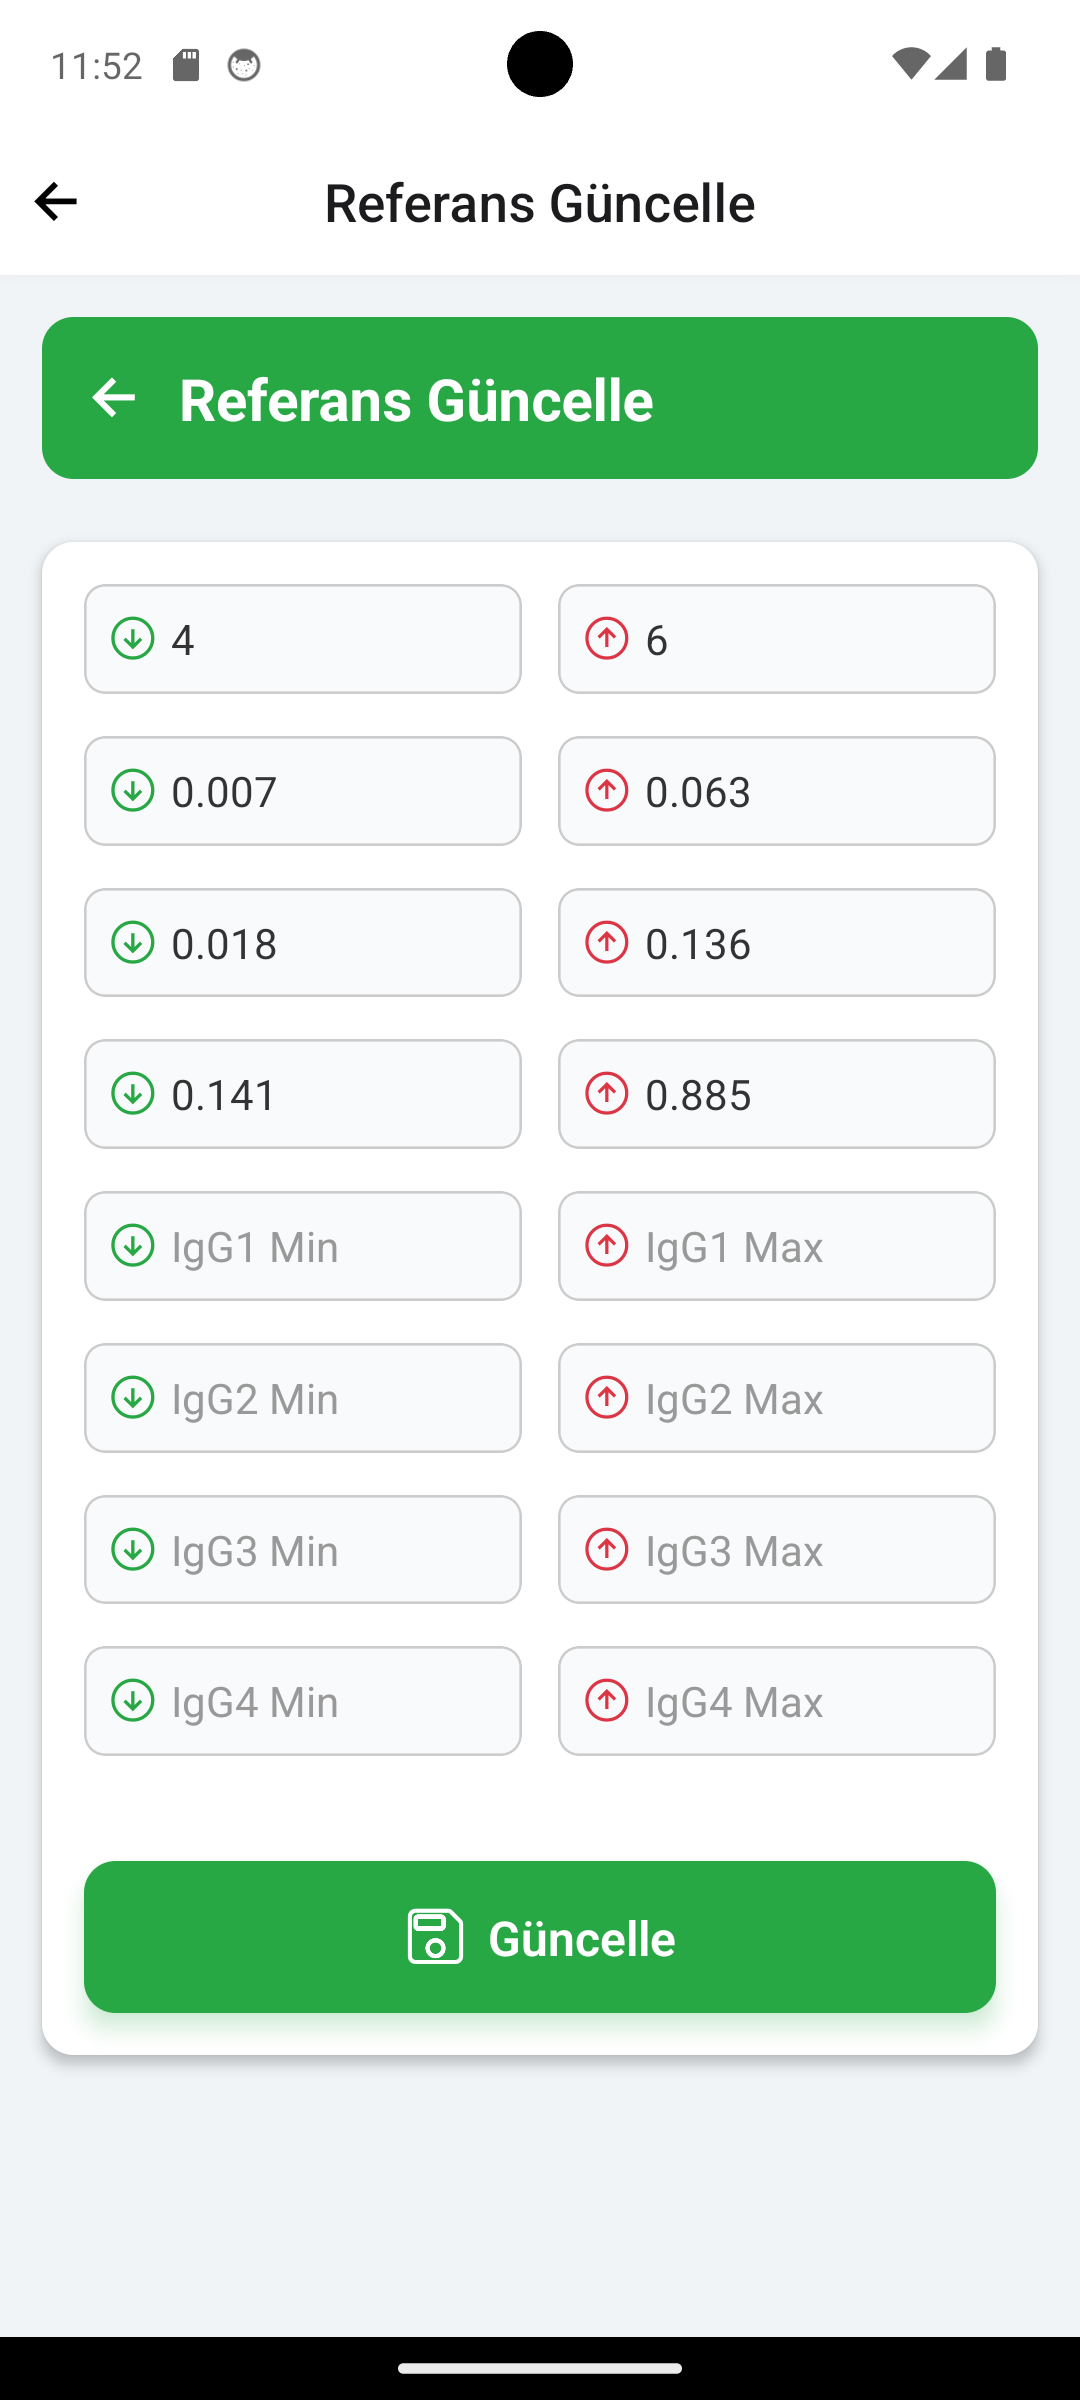 11:52
Referans Güncelle
Referans Güncelle
4 6
0.007 0.063
0.018 0.136
0.141 0.885
IgG1 Min IgG1 Max
IgG2 Min IgG2 Max
IgG3 Min IgG3 Max
IgG4 Min IgG4 Max
Güncelle